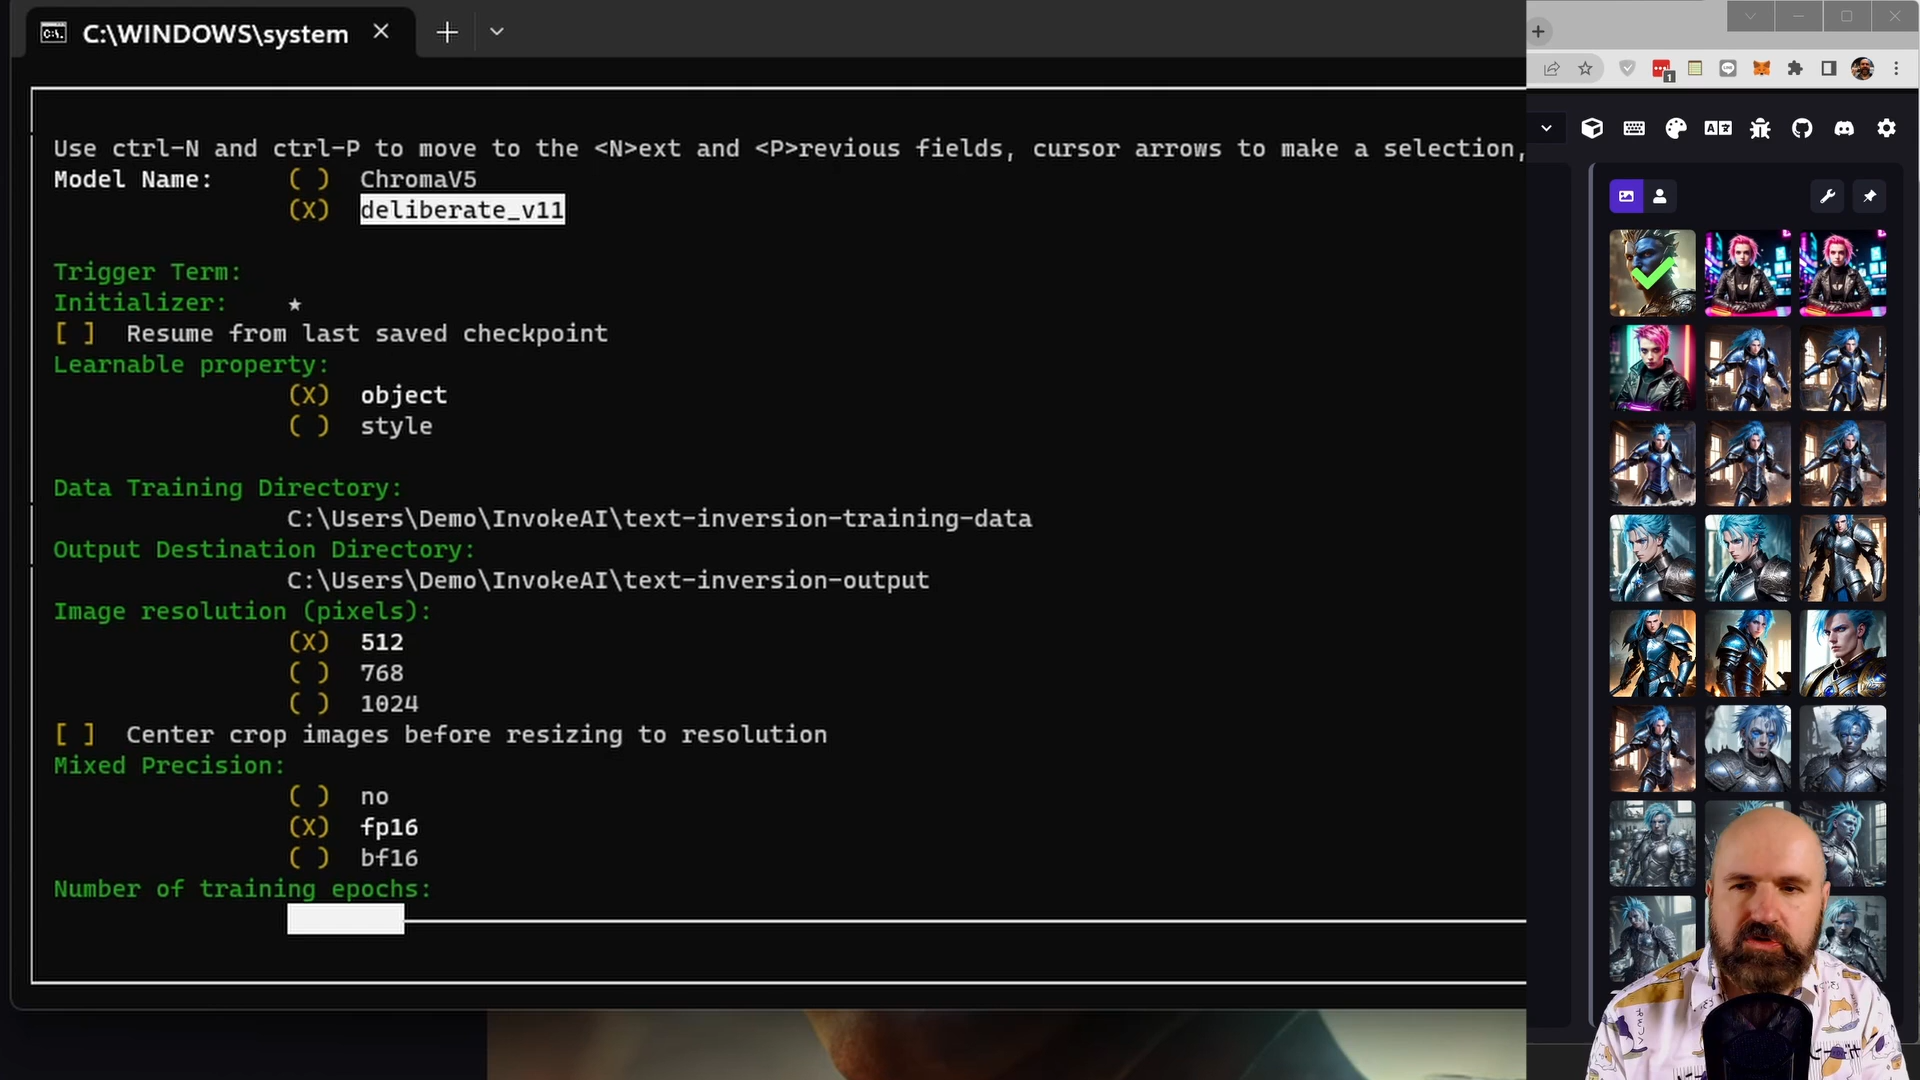 C:\WINDOWS\system
Use ctrl-N and ctrl-P to move to the <N>ext and <P>revious fields, cursor arrows to make a selection,
Model Name: ( ) ChromaV5
(X) deliberate_v11
Trigger Term:
Initializer: ★
[ ] Resume from last saved checkpoint
Learnable property:
(X) object
( ) style
Data Training Directory:
C:\Users\Demo\InvokeAI\text-inversion-training-data
Output Destination Directory:
C:\Users\Demo\InvokeAI\text-inversion-output
Image resolution (pixels):
(X) 512
( ) 768
( ) 1024
[ ] Center crop images before resizing to resolution
Mixed Precision:
( ) no
(X) fp16
( ) bf16
Number of training epochs:
1